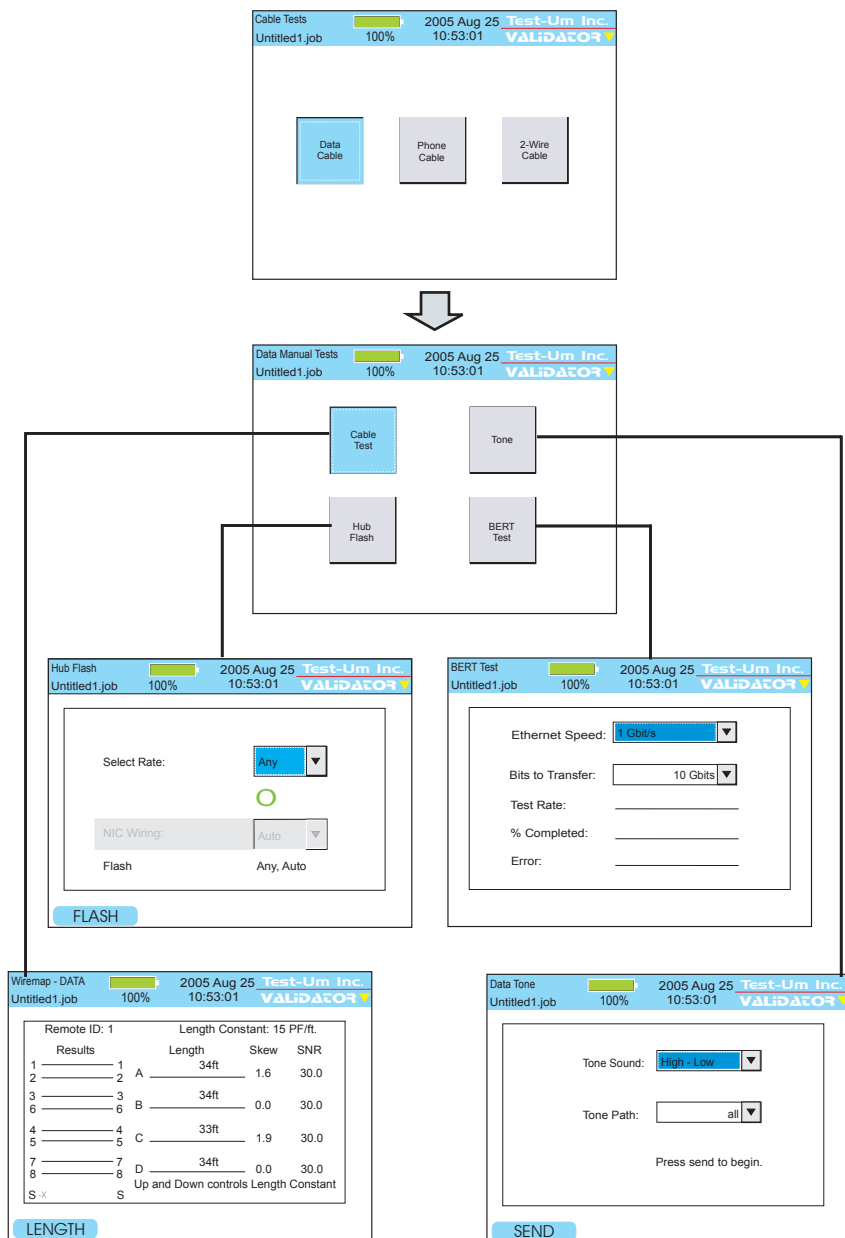 Cable Tests
2005 Aug 25 Test-Um Inc.
Untitled1.job 100% 10:53:01 VALIDATOR
Data Cable
Phone Cable
2-Wire Cable
Data Manual Tests
2005 Aug 25 Test-Um Inc.
Untitled1.job 100% 10:53:01 VALIDATOR
Cable Test
Tone
Hub Flash
BERT Test
Hub Flash
2005 Aug 25 Test-Um Inc.
Untitled1.job 100% 10:53:01 VALIDATOR
Select Rate: Any
O
NIC Wiring: Auto
Flash Any, Auto
FLASH
BERT Test
2005 Aug 25 Test-Um Inc.
Untitled1.job 100% 10:53:01 VALIDATOR
Ethernet Speed: 1 Gbit/s
Bits to Transfer: 10 Gbits
Test Rate:
% Completed:
Error:
Wiremap - DATA
2005 Aug 25 Test-Um Inc.
Untitled1.job 100% 10:53:01 VALIDATOR
Remote ID: 1 Length Constant: 15 PF/ft.
Results Length Skew SNR
1 1 34ft
2 2 A 1.6 30.0
3 3 34ft
6 6 B 0.0 30.0
4 4 33ft
5 5 C 1.9 30.0
7 7 34ft
8 8 D 0.0 30.0
Up and Down controls Length Constant
S -X S
LENGTH
Data Tone
2005 Aug 25 Test-Um Inc.
Untitled1.job 100% 10:53:01 VALIDATOR
Tone Sound: High - Low
Tone Path: all
Press send to begin.
SEND